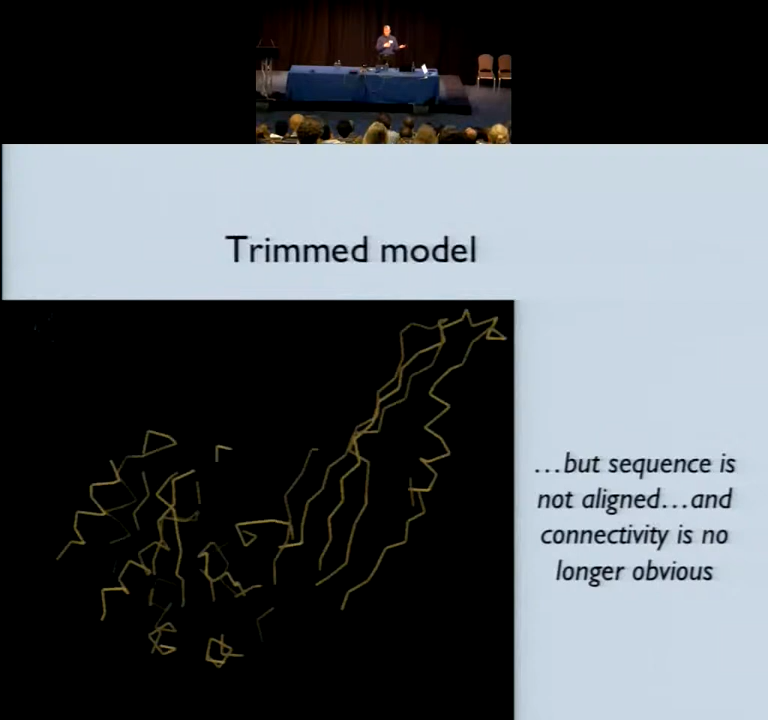 Trimmed model
…but sequence is
not aligned…and
connectivity is no
longer obvious